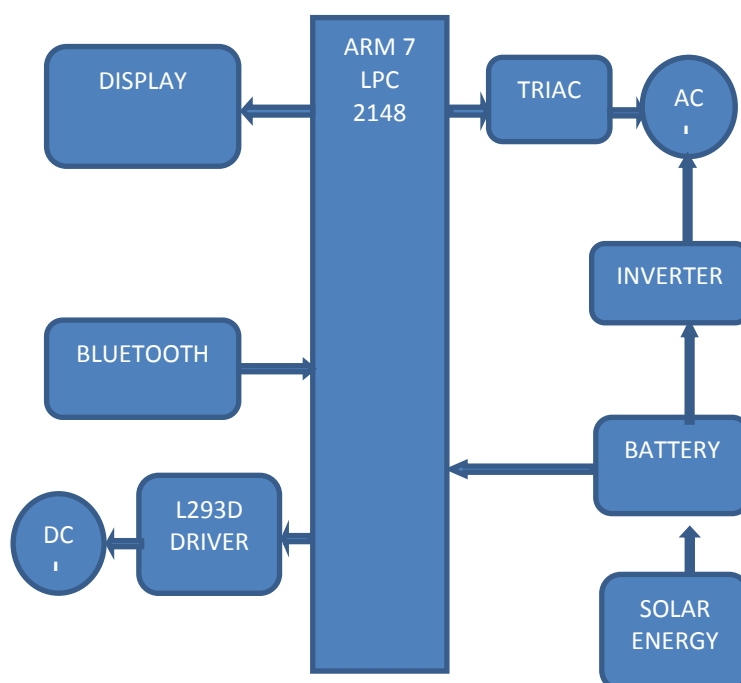 DISPLAY
ARM 7
LPC
2148
TRIAC
AC
INVERTER
BLUETOOTH
BATTERY
L293D
DRIVER
DC
SOLAR
ENERGY